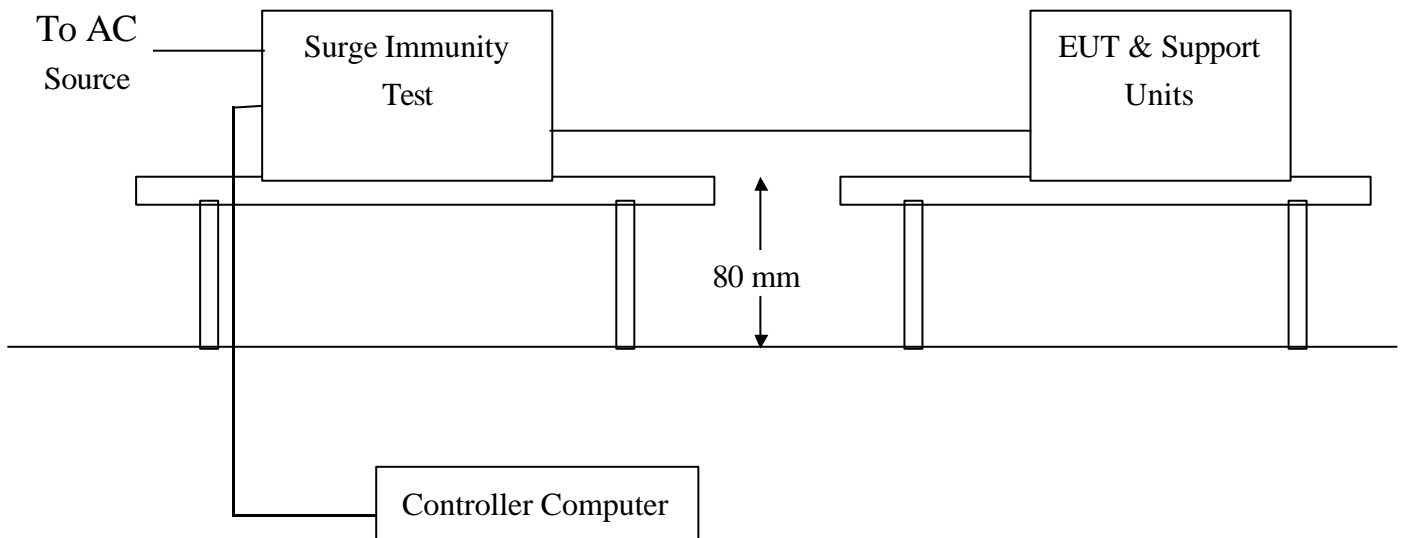 To AC
Source
Surge Immunity
Test
EUT & Support
Units
80 mm
Controller Computer